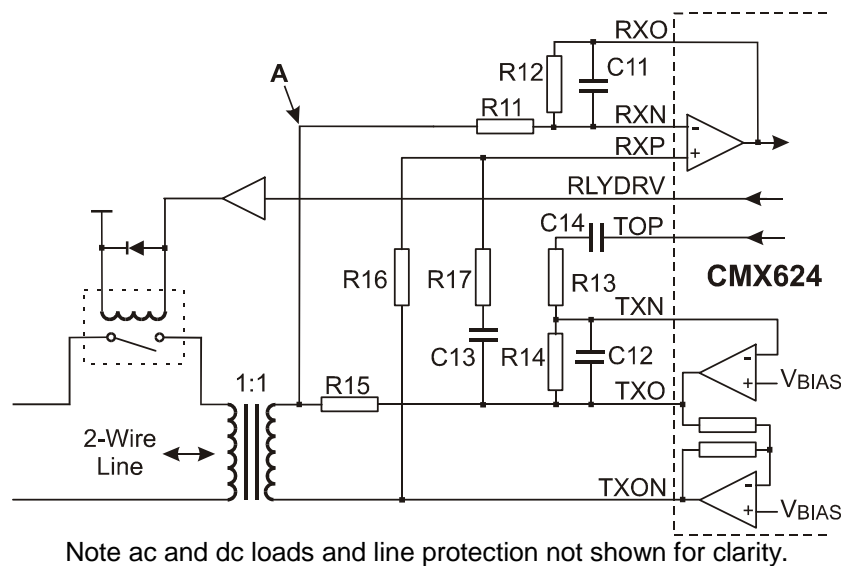 RXO
R12
C11
A
R11
RXN
-
RXP
+
RLYDRV
C14
TOP
R16
R17
R13
CMX624
TXN
C13
R14
C12
-
+
VBIAS
1:1
R15
TXO
2-Wire
Line
-
TXON
+
VBIAS
Note ac and dc loads and line protection not shown for clarity.